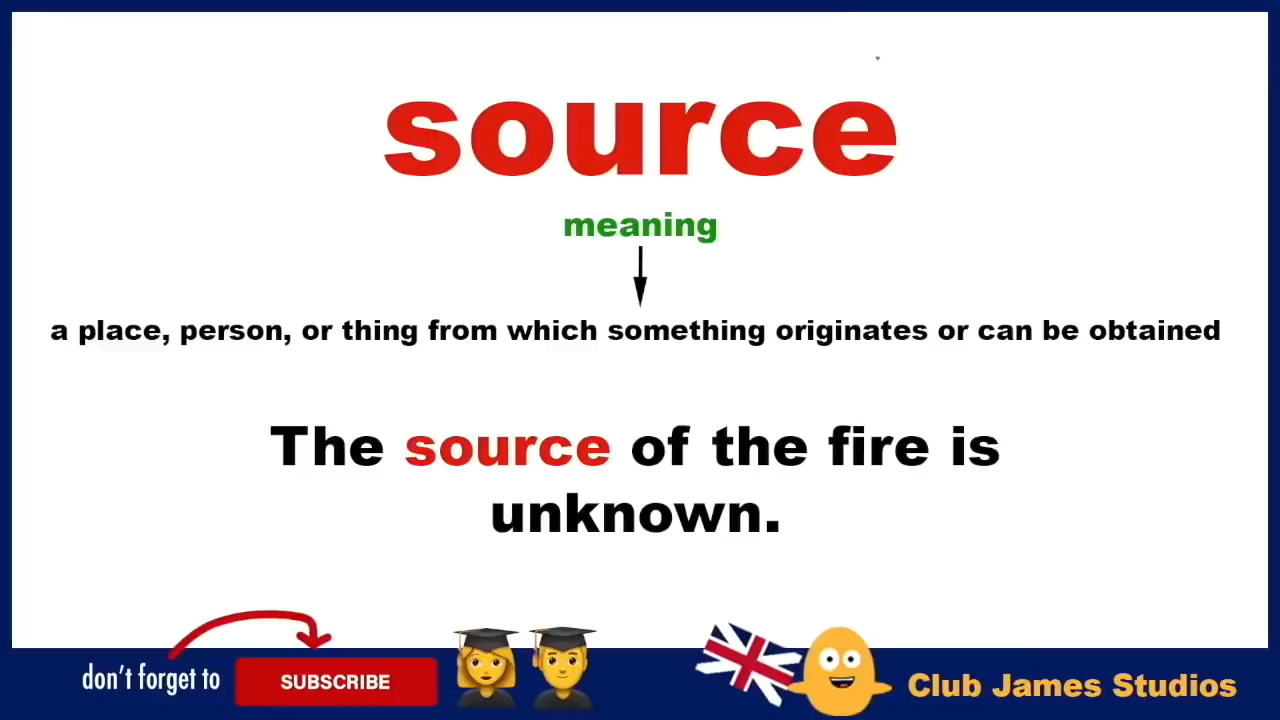 source
meaning
a place, person, or thing from which something originates or can be obtained
The source of the fire is
unknown.
don't forget to
SUBSCRIBE
Club James Studios